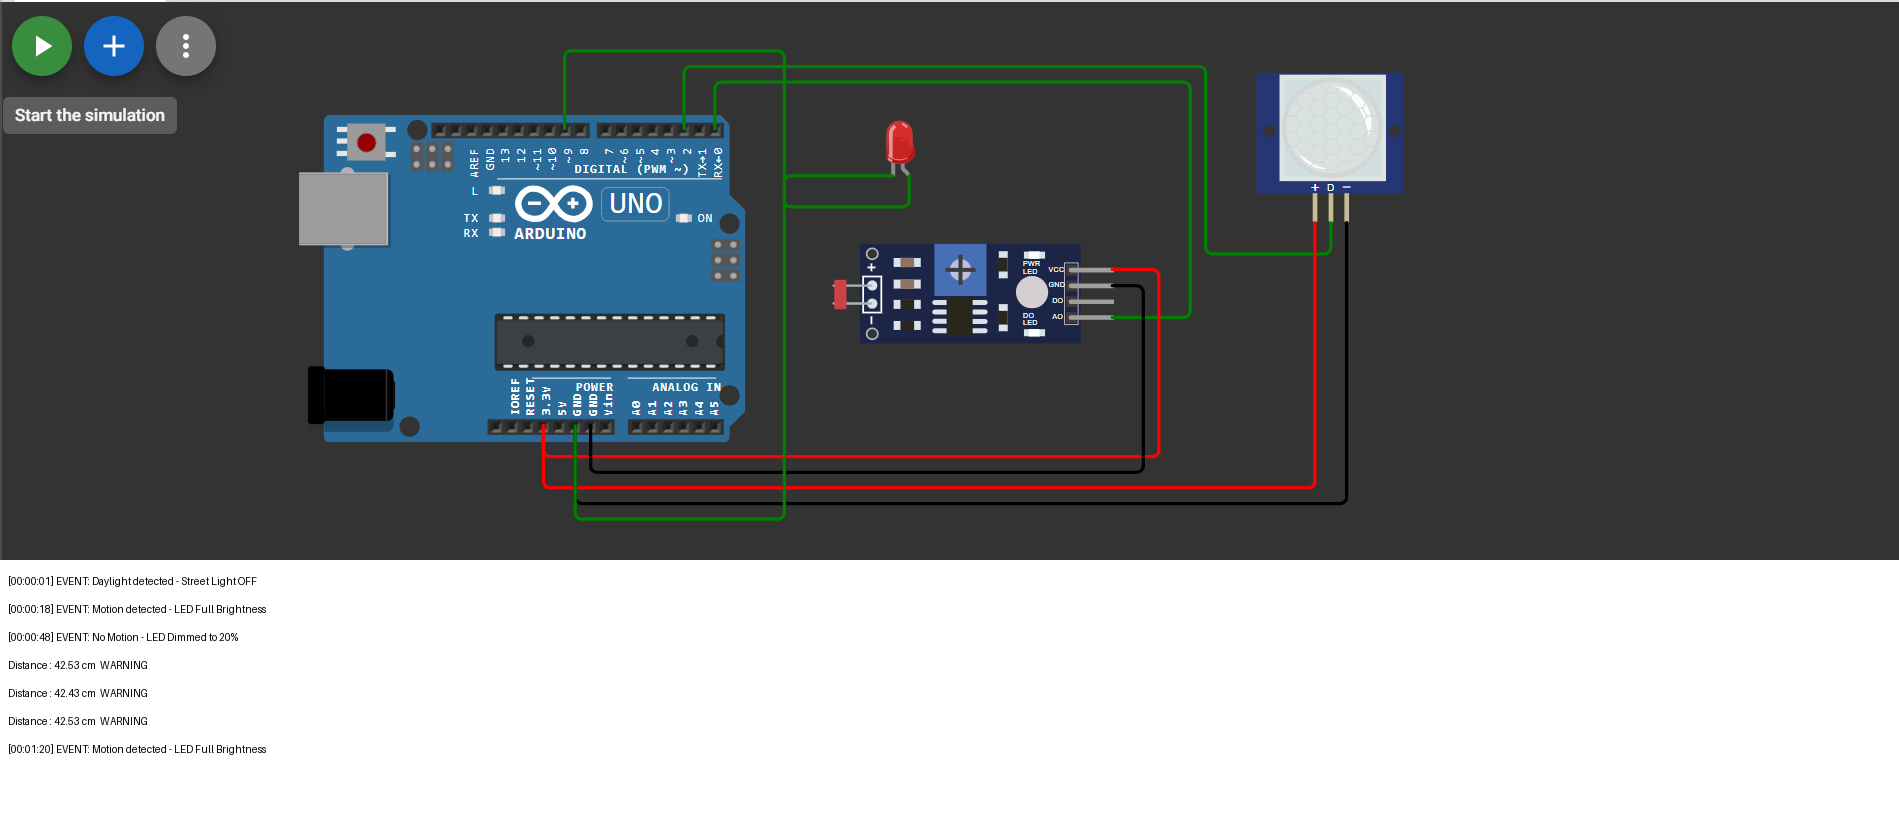 Start the simulation
AREF
GND
13
12
~11
~10
~9
8
7
~6
~5
4
~3
2
TX→1
RX←0
DIGITAL (PWM ~)
L
TX
RX
UNO
ON
ARDUINO
+ D −
+
−
PWR
LED
VCC
GND
DO
AO
DO
LED
POWER
ANALOG IN
IOREF
RESET
3.3V
5V
GND
GND
Vin
A0
A1
A2
A3
A4
A5
[00:00:01] EVENT: Daylight detected - Street Light OFF
[00:00:18] EVENT: Motion detected - LED Full Brightness
[00:00:48] EVENT: No Motion - LED Dimmed to 20%
Distance : 42.53 cm  WARNING
Distance : 42.43 cm  WARNING
Distance : 42.53 cm  WARNING
[00:01:20] EVENT: Motion detected - LED Full Brightness